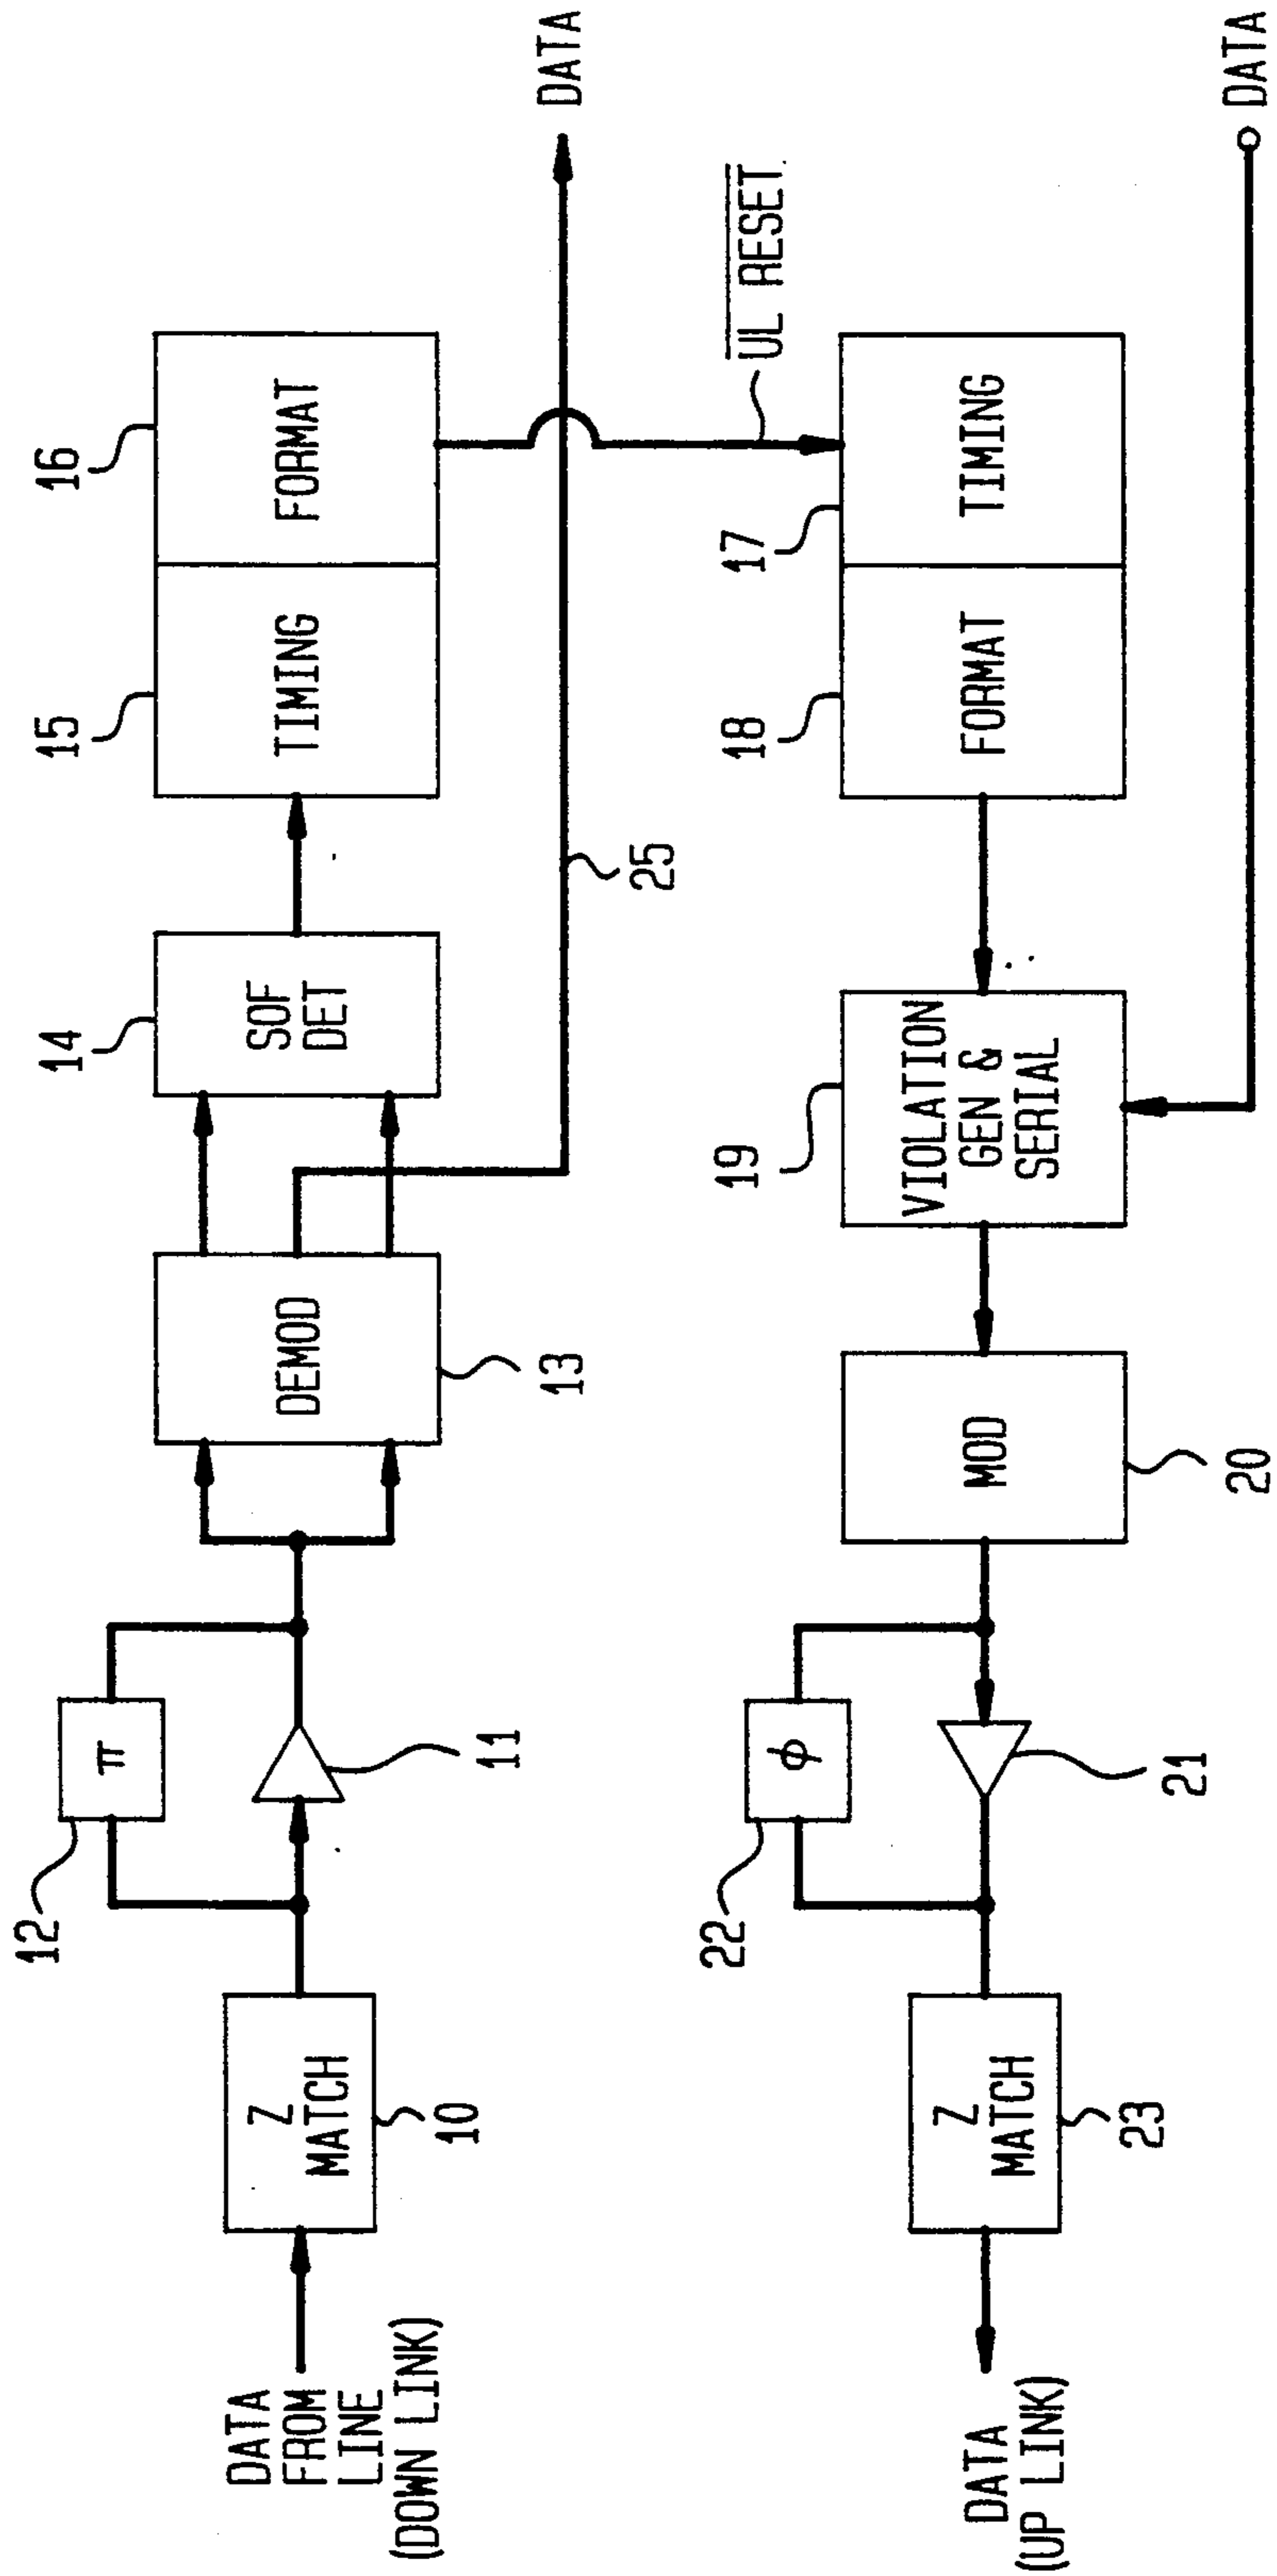 12
π
16
15
14
TIMING
FORMAT
SOF
DET
DEMOD
Z
MATCH
DATA
FROM
LINE
(DOWN LINK)
10
11
13
25
DATA
UL RESET
22
ϕ
19
18
17
FORMAT
TIMING
VIOLATION
GEN &
SERIAL
MOD
Z
MATCH
DATA
(UP LINK)
23
21
20
DATA